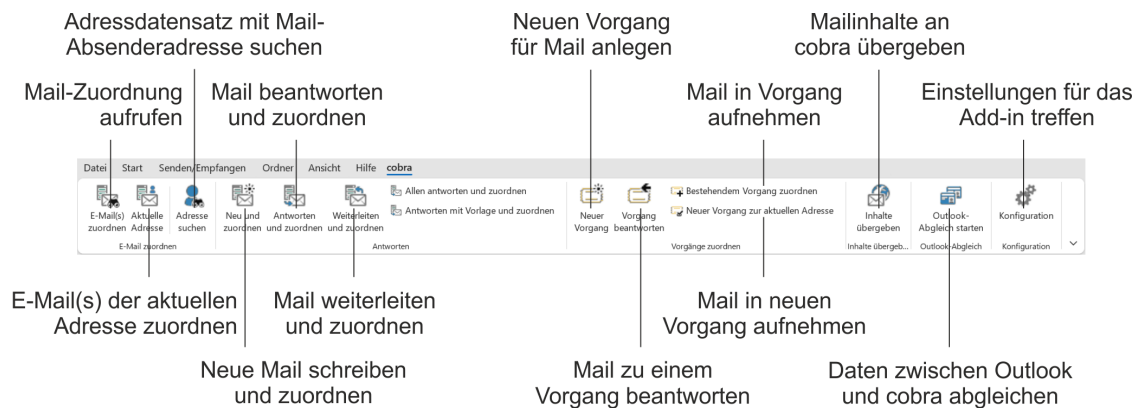 Adressdatensatz mit Mail-
Absenderadresse suchen
Neuen Vorgang
für Mail anlegen
Mailinhalte an
cobra übergeben
Mail-Zuordnung
aufrufen
Mail beantworten
und zuordnen
Mail in Vorgang
aufnehmen
Einstellungen für das
Add-in treffen
Datei Start Senden/Empfangen Ordner Ansicht Hilfe cobra
E-Mail(s)
zuordnen
Aktuelle
Adresse
Adresse
suchen
E-Mail zuordnen
Neu und
zuordnen
Antworten
und zuordnen
Weiterleiten
und zuordnen
Allen antworten und zuordnen
Antworten mit Vorlage und zuordnen
Antworten
Neuer
Vorgang
Vorgang
beantworten
Bestehendem Vorgang zuordnen
Neuer Vorgang zur aktuellen Adresse
Vorgänge zuordnen
Inhalte
übergeben
Inhalte übergeb...
Outlook-
Abgleich starten
Outlook-Abgleich
Konfiguration
Konfiguration
E-Mail(s) der aktuellen
Adresse zuordnen
Mail weiterleiten
und zuordnen
Mail in neuen
Vorgang aufnehmen
Neue Mail schreiben
und zuordnen
Mail zu einem
Vorgang beantworten
Daten zwischen Outlook
und cobra abgleichen